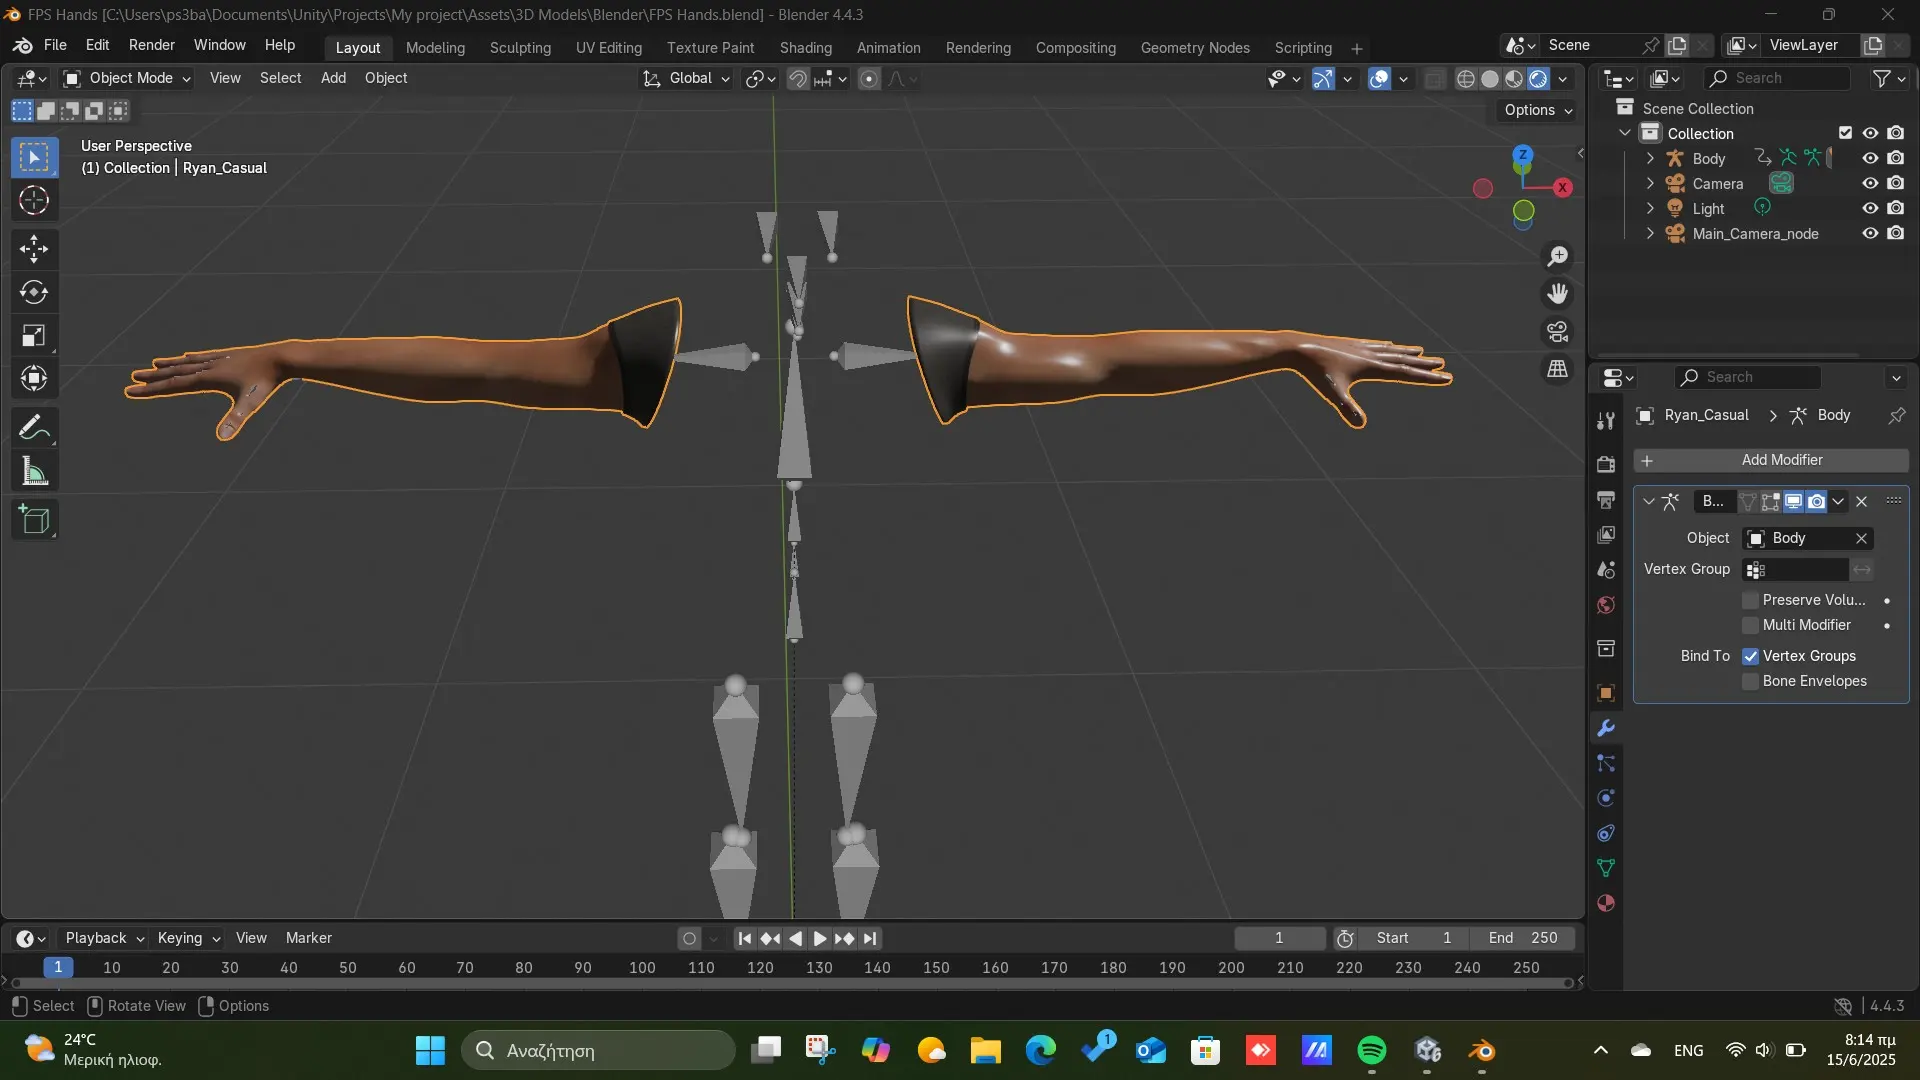 FPS Hands [C:\Users\ps3ba\Documents\Unity\Projects\My project\Assets\3D Models\Blender\FPS Hands.blend] - Blender 4.4.3
File Edit Render Window Help Layout Modeling Sculpting UV Editing Texture Paint Shading Animation Rendering Compositing Geometry Nodes Scripting + Scene ViewLayer
Object Mode View Select Add Object Global Search
Options
User Perspective
(1) Collection | Ryan_Casual
Z
X
Scene Collection
Collection
Body
Camera
Light
Main_Camera_node
Search
Ryan_Casual > Body
+ Add Modifier
B...
Object Body
Vertex Group
Preserve Volu...
Multi Modifier
Bind To Vertex Groups
Bone Envelopes
Playback Keying View Marker 1 Start 1 End 250
1 10 20 30 40 50 60 70 80 90 100 110 120 130 140 150 160 170 180 190 200 210 220 230 240 250
Select Rotate View Options 4.4.3
24°C
Μερική ηλιοφ.
Αναζήτηση
1
ENG
8:14 πμ
15/6/2025